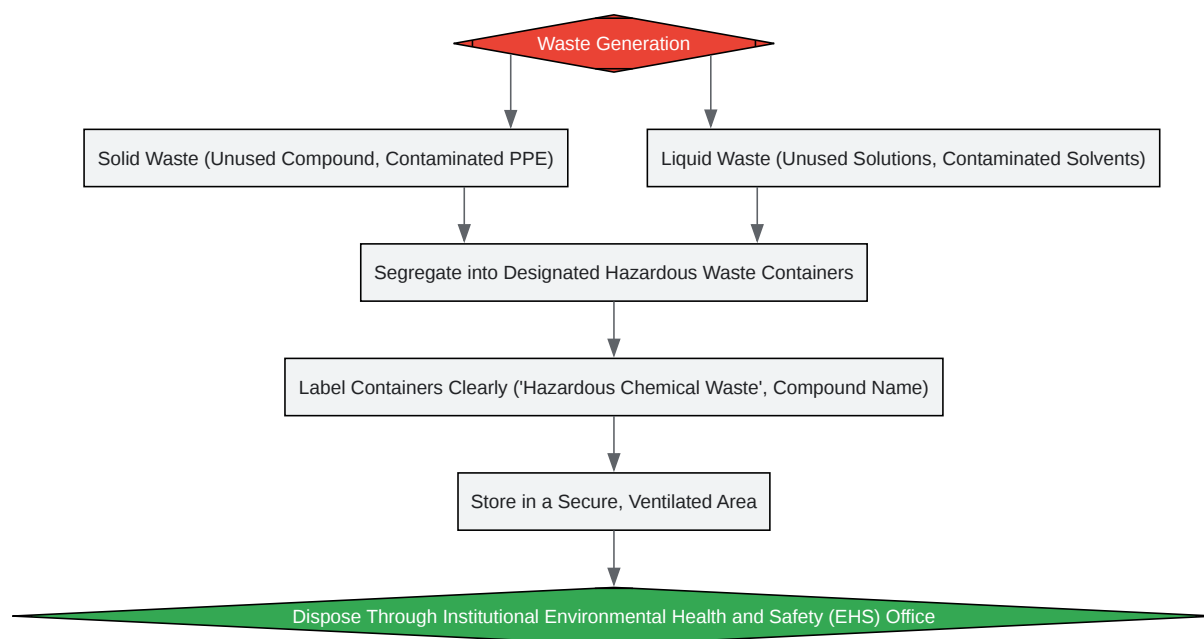 Waste Generation
Solid Waste (Unused Compound, Contaminated PPE)
Liquid Waste (Unused Solutions, Contaminated Solvents)
Segregate into Designated Hazardous Waste Containers
Label Containers Clearly ('Hazardous Chemical Waste', Compound Name)
Store in a Secure, Ventilated Area
Dispose Through Institutional Environmental Health and Safety (EHS) Office